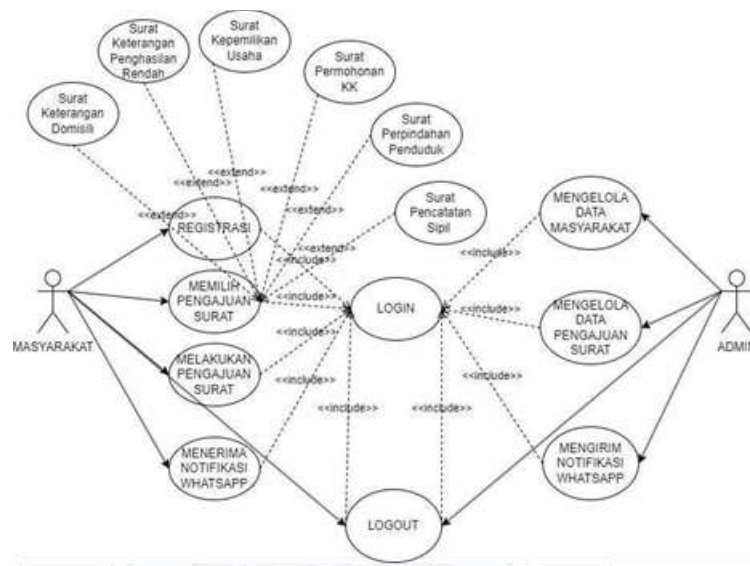 Surat
Keterangan
Penghasilan
Rendah
Surat
Kepemilikan
Usaha
Surat
Permohonan
KK
Surat
Keterangan
Domisili
Surat
Perpindahan
Penduduk
Surat
Pencatatan
Sipil
<<extend>>
<<extend>>
<<extend>>
<<extend>>
<<extend>>
<<extend>>
REGISTRASI
MEMILIH
PENGAJUAN
SURAT
MELAKUKAN
PENGAJUAN
SURAT
MENERIMA
NOTIFIKASI
WHATSAPP
MASYARAKAT
<<include>>
<<include>>
<<include>>
<<include>>
<<include>>
<<include>>
LOGIN
LOGOUT
<<include>>
<<include>>
<<include>>
MENGELOLA
DATA
MASYARAKAT
MENGELOLA
DATA
PENGAJUAN
SURAT
MENGIRIM
NOTIFIKASI
WHATSAPP
ADMIN